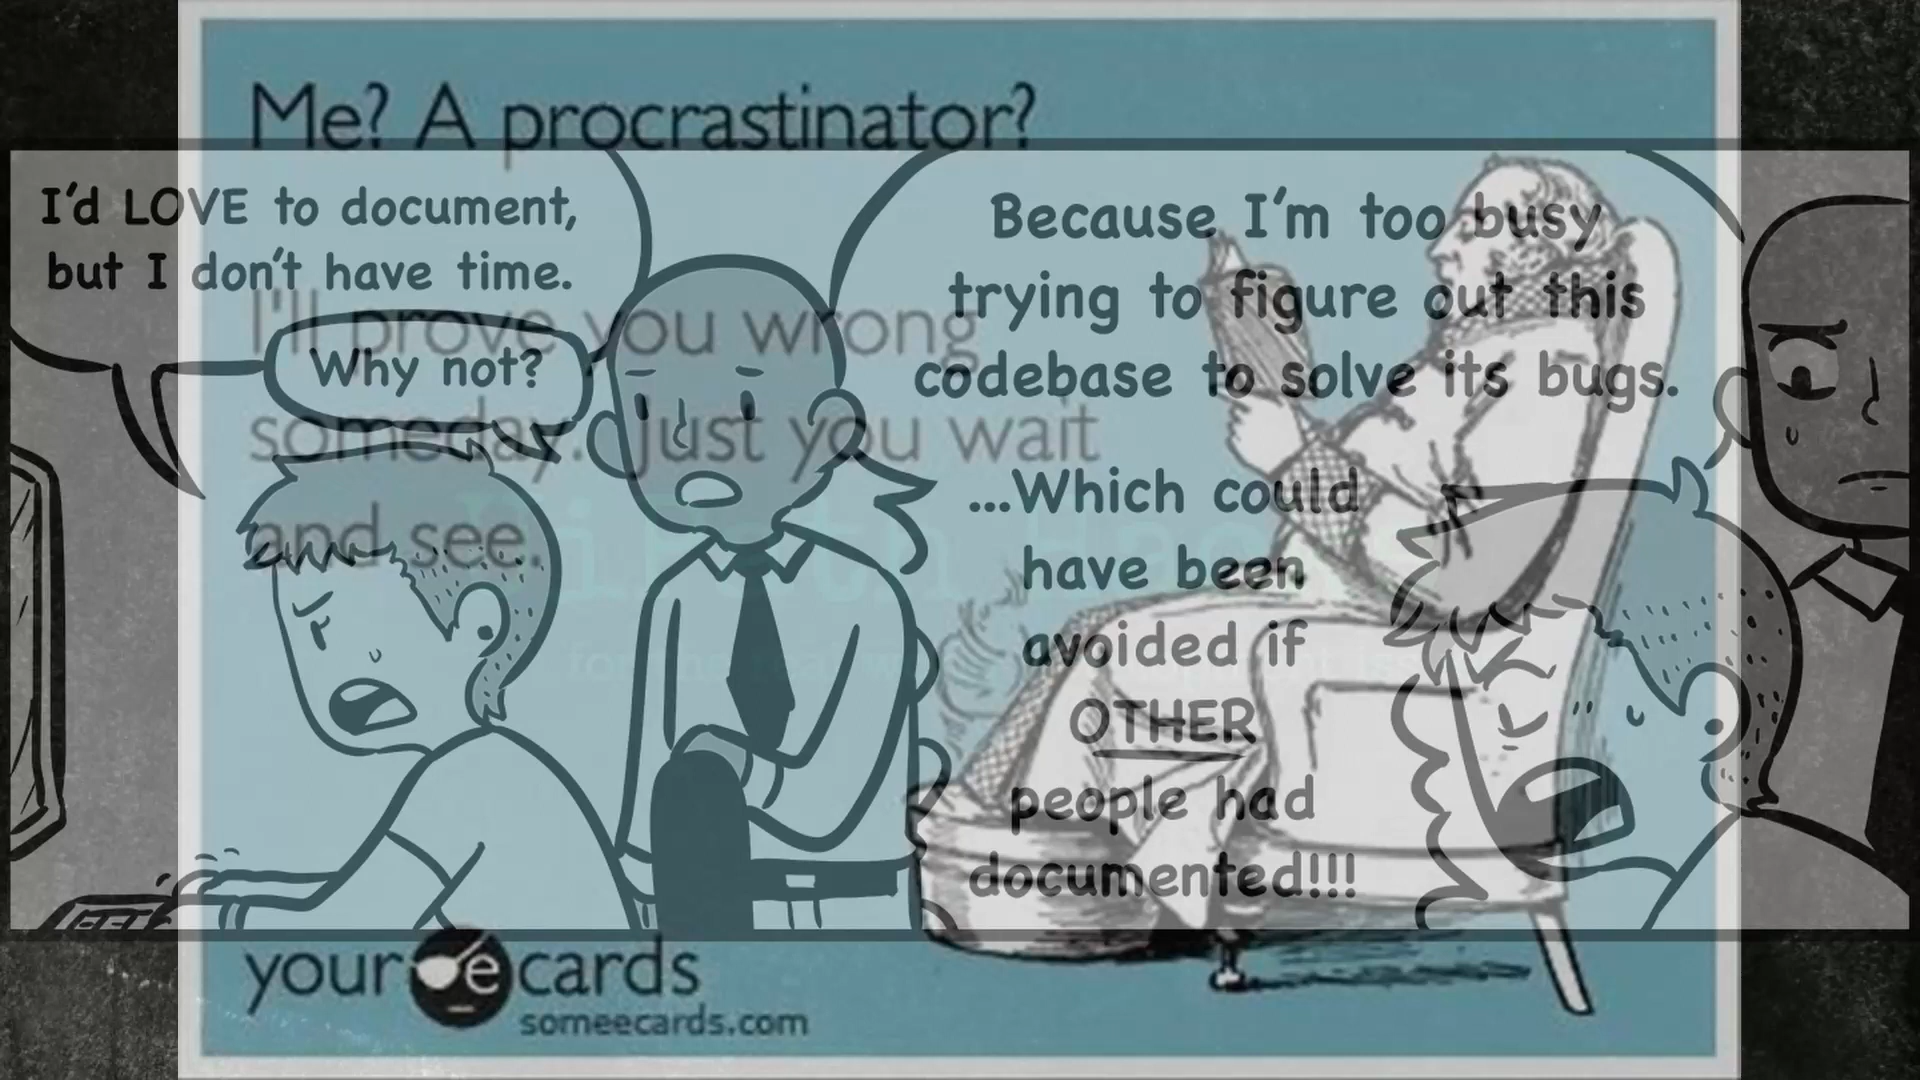 Me? A procrastinator?
I'll prove you wrong
someday. Just you wait
and see.
I'd LOVE to document,
but I don't have time.
Why not?
Because I'm too busy
trying to figure out this
codebase to solve its bugs.
...Which could
have been
avoided if
OTHER
people had
documented!!!
your e cards
someecards.com